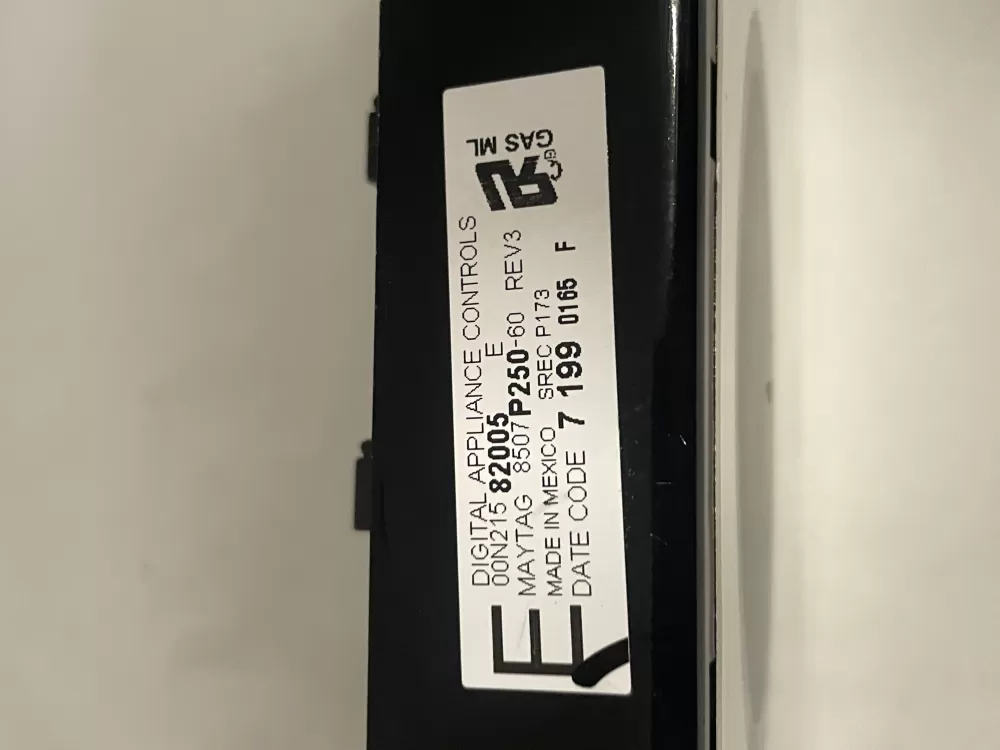 DIGITAL APPLIANCE CONTROLS
00N215 82005 E
MAYTAG 8507P250-60 REV3
MADE IN MEXICO SREC P173
DATE CODE 7 199 0165 F
GAS ML